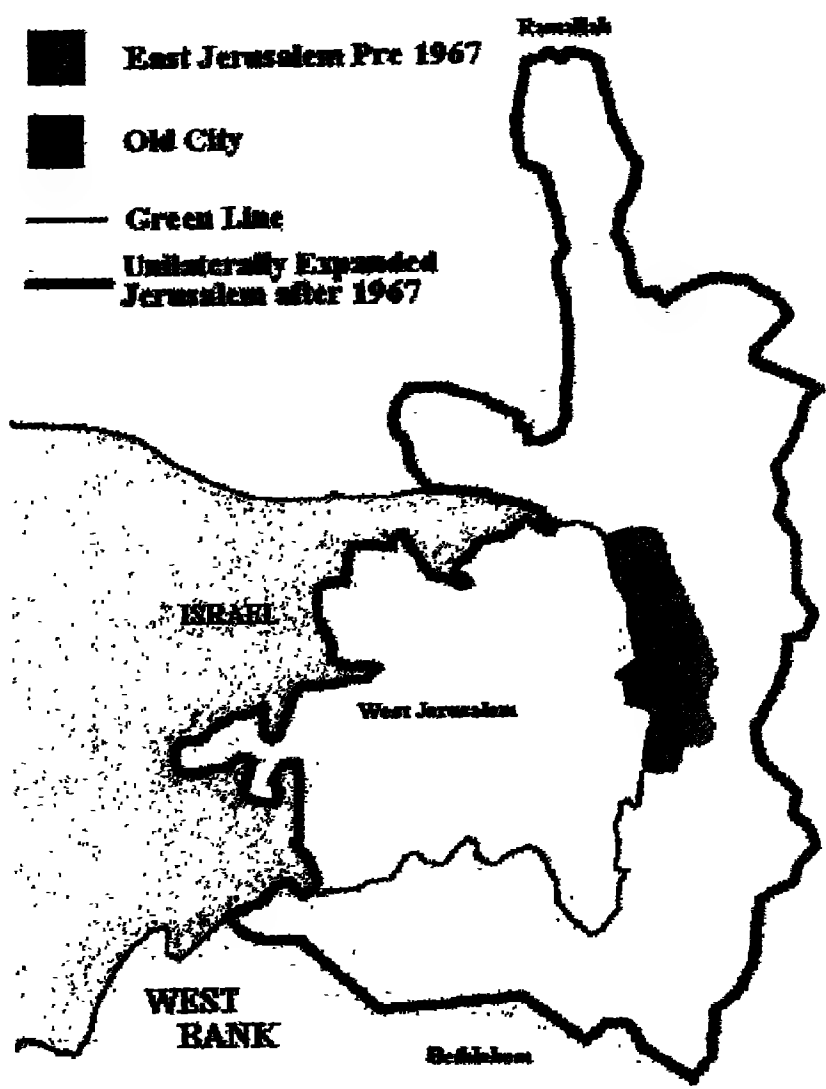 Ramallah
East Jerusalem Pre 1967
Old City
Green Line
Unilaterally Expanded
Jerusalem after 1967
ISRAEL
West Jerusalem
WEST
BANK
Bethlehem